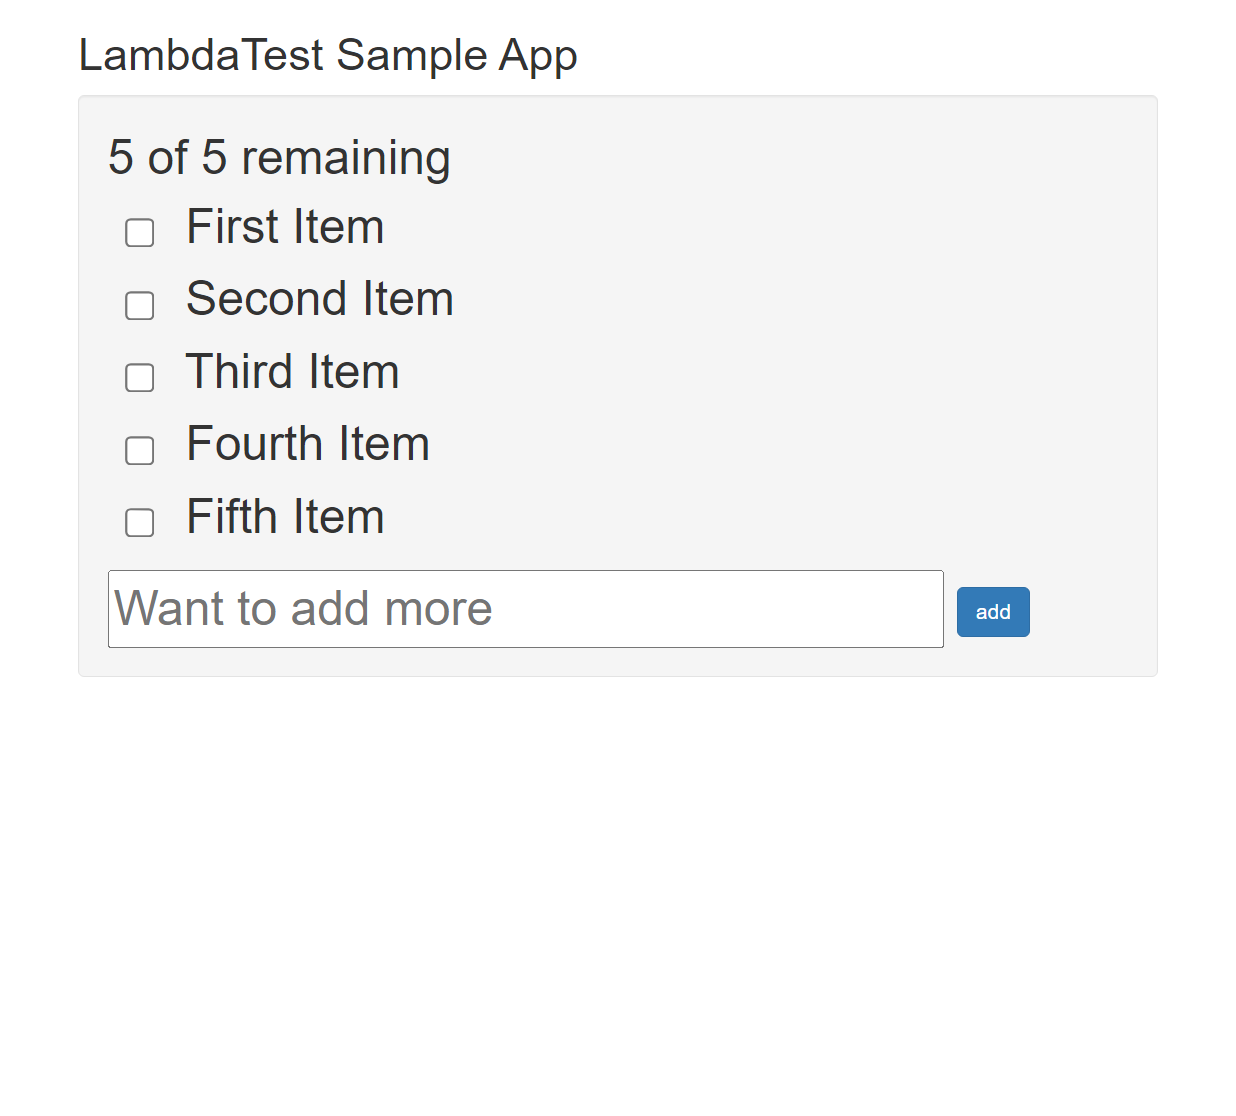 LambdaTest Sample App
5 of 5 remaining
First Item
Second Item
Third Item
Fourth Item
Fifth Item
Want to add more
add